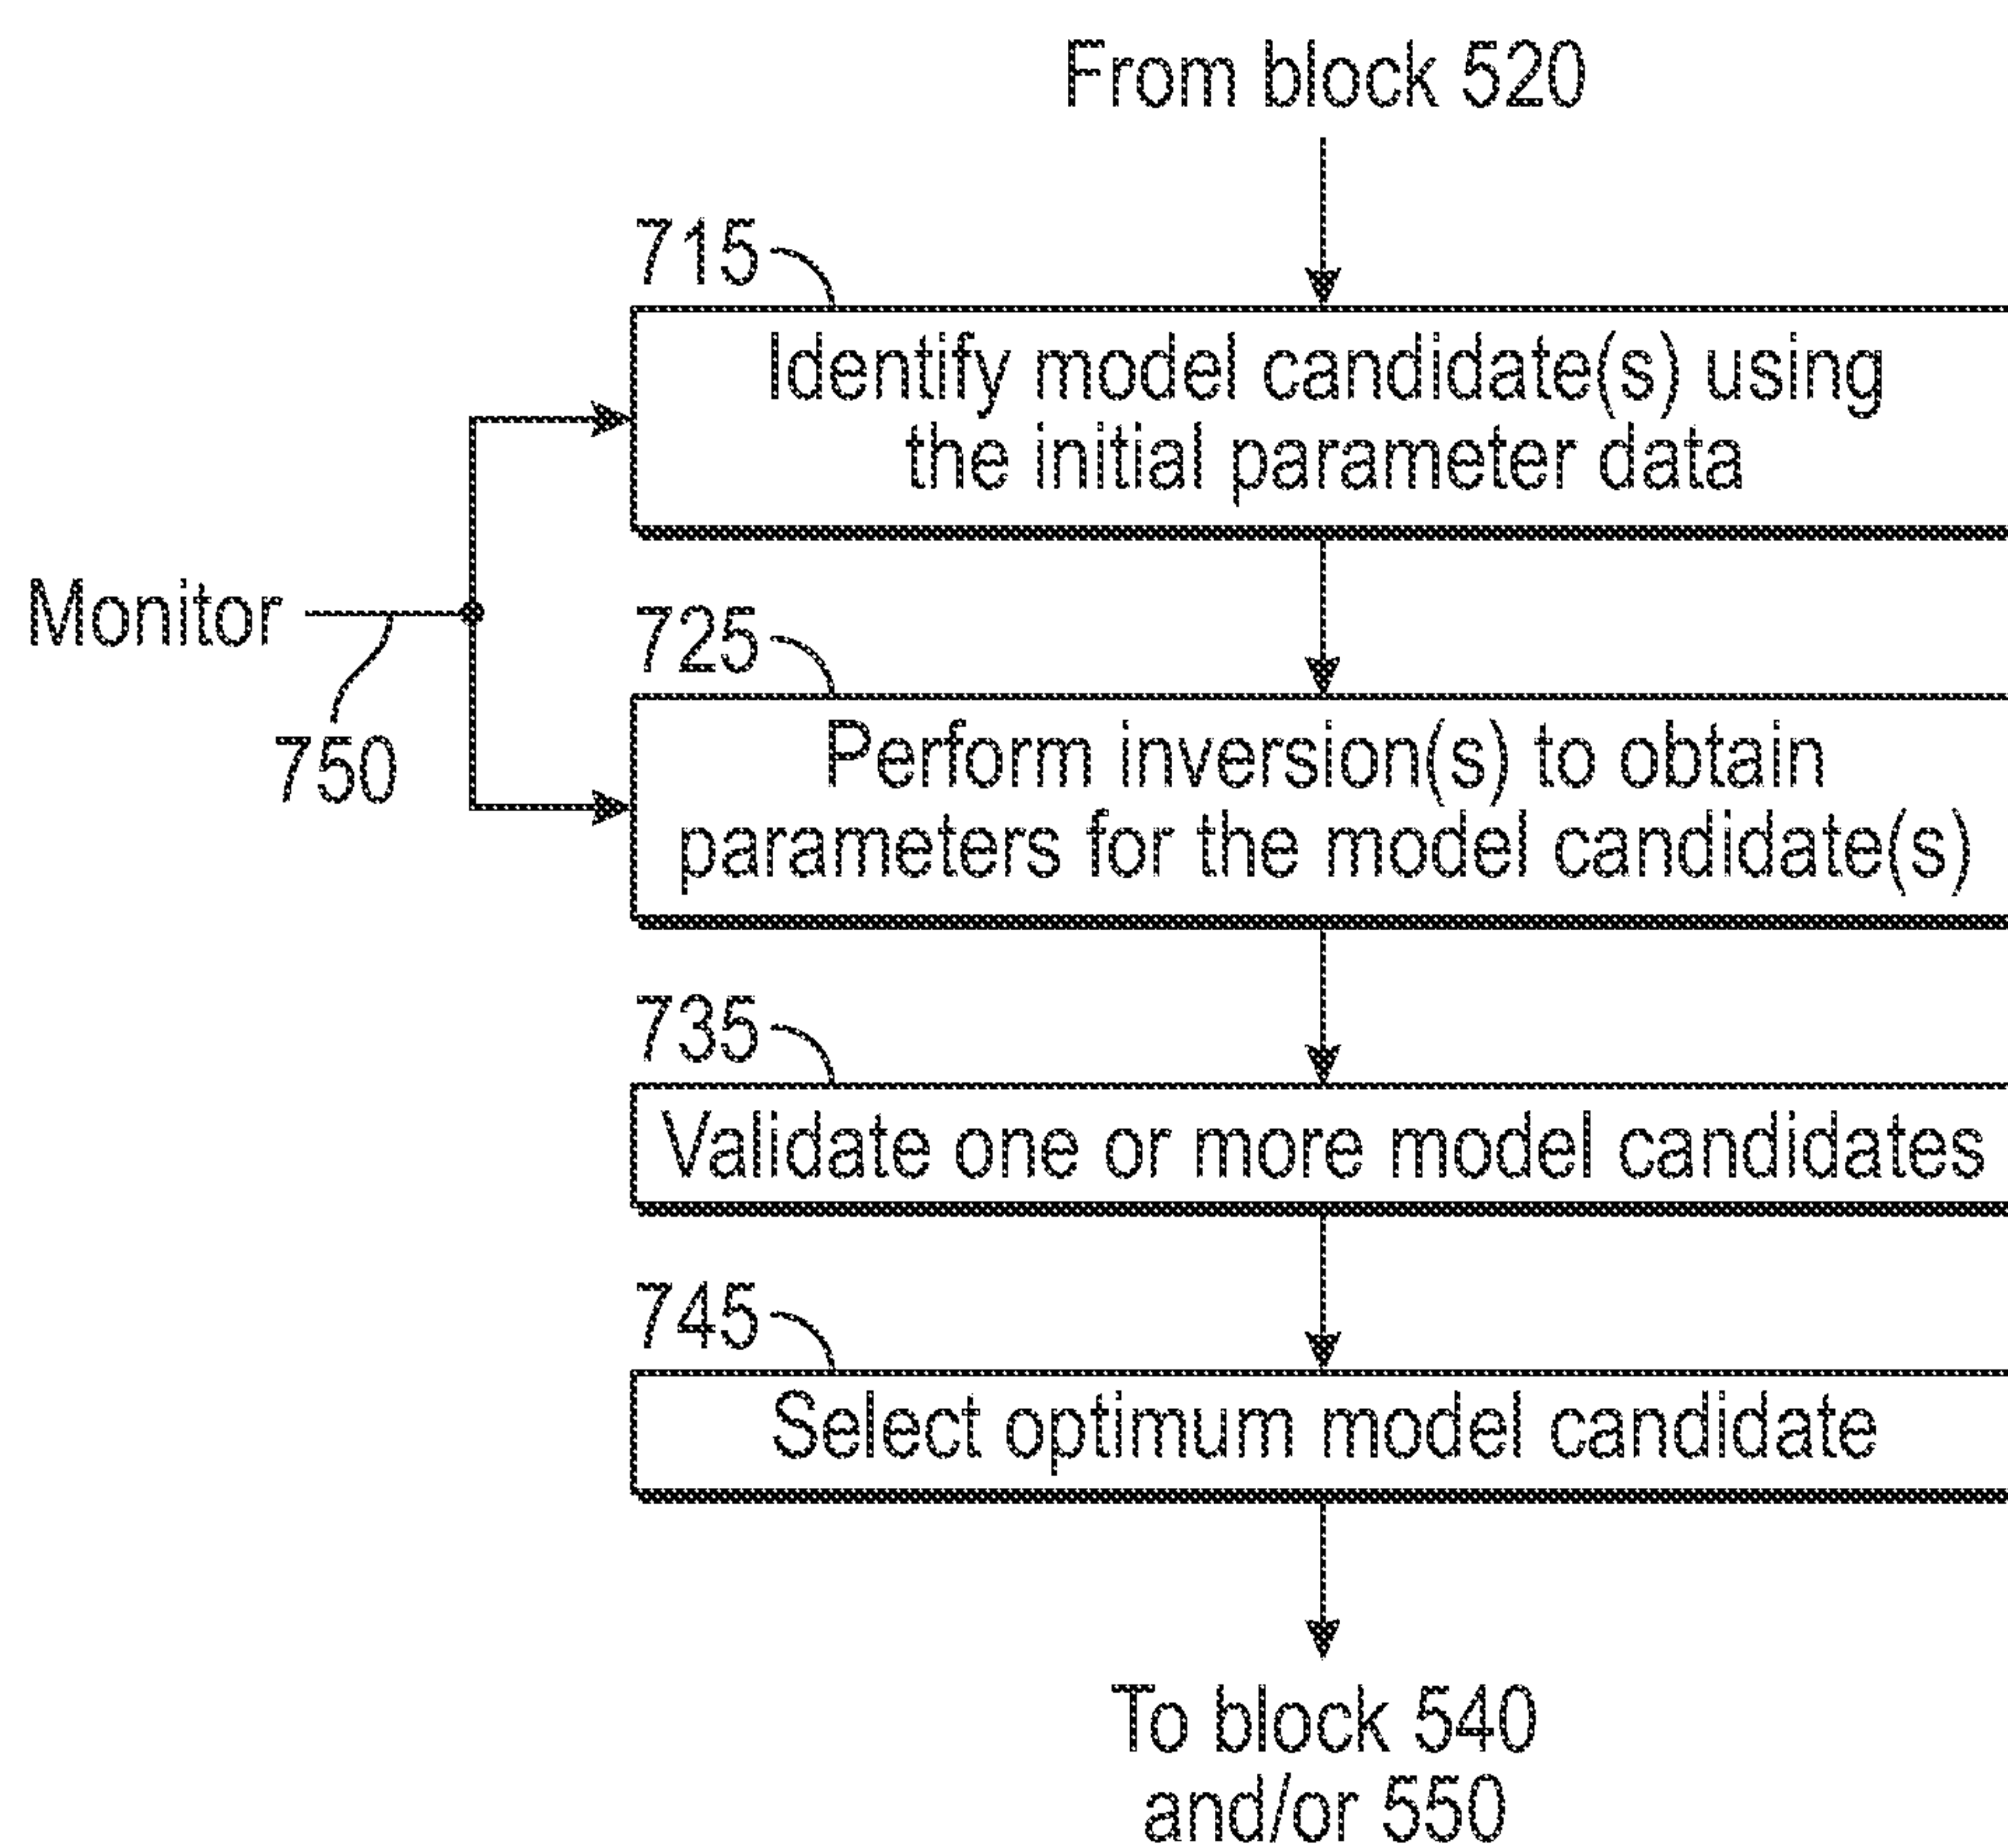 From block 520
715
Identify model candidate(s) using
the initial parameter data
Monitor
750
725
Perform inversion(s) to obtain
parameters for the model candidate(s)
735
Validate one or more model candidates
745
Select optimum model candidate
To block 540
and/or 550